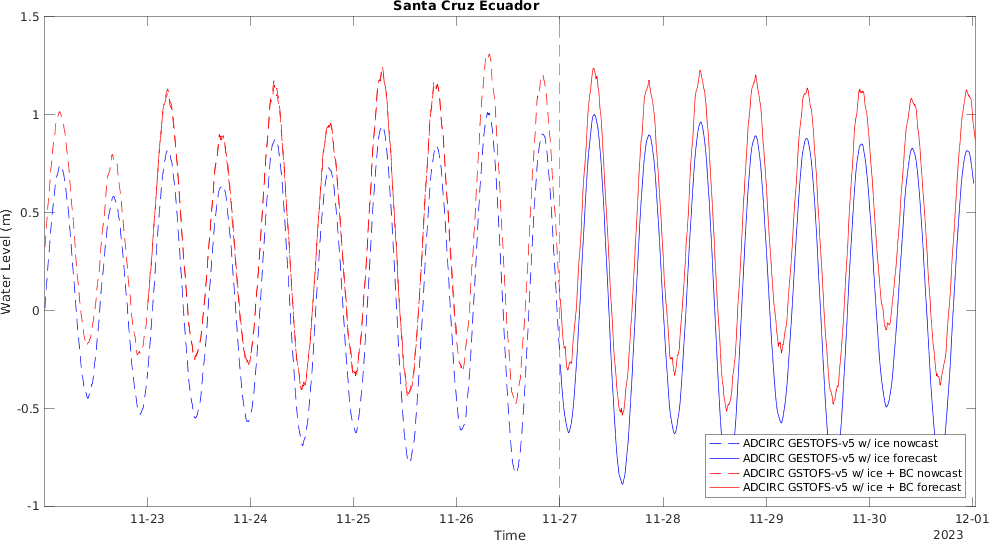 Santa Cruz Ecuador
1.5
1
0.5
0
-0.5
-1
Water Level (m)
ADCIRC GESTOFS-v5 w/ ice nowcast
ADCIRC GESTOFS-v5 w/ ice forecast
ADCIRC GSTOFS-v5 w/ ice + BC nowcast
ADCIRC GSTOFS-v5 w/ ice + BC forecast
11-23 11-24 11-25 11-26 11-27 11-28 11-29 11-30 12-01
Time
2023